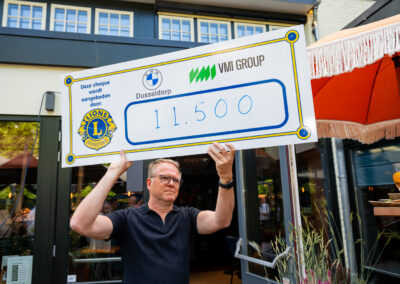 Deze cheque
wordt
aangeboden
door:
Dusseldorp
VMI GROUP
LIONS
L
11.500